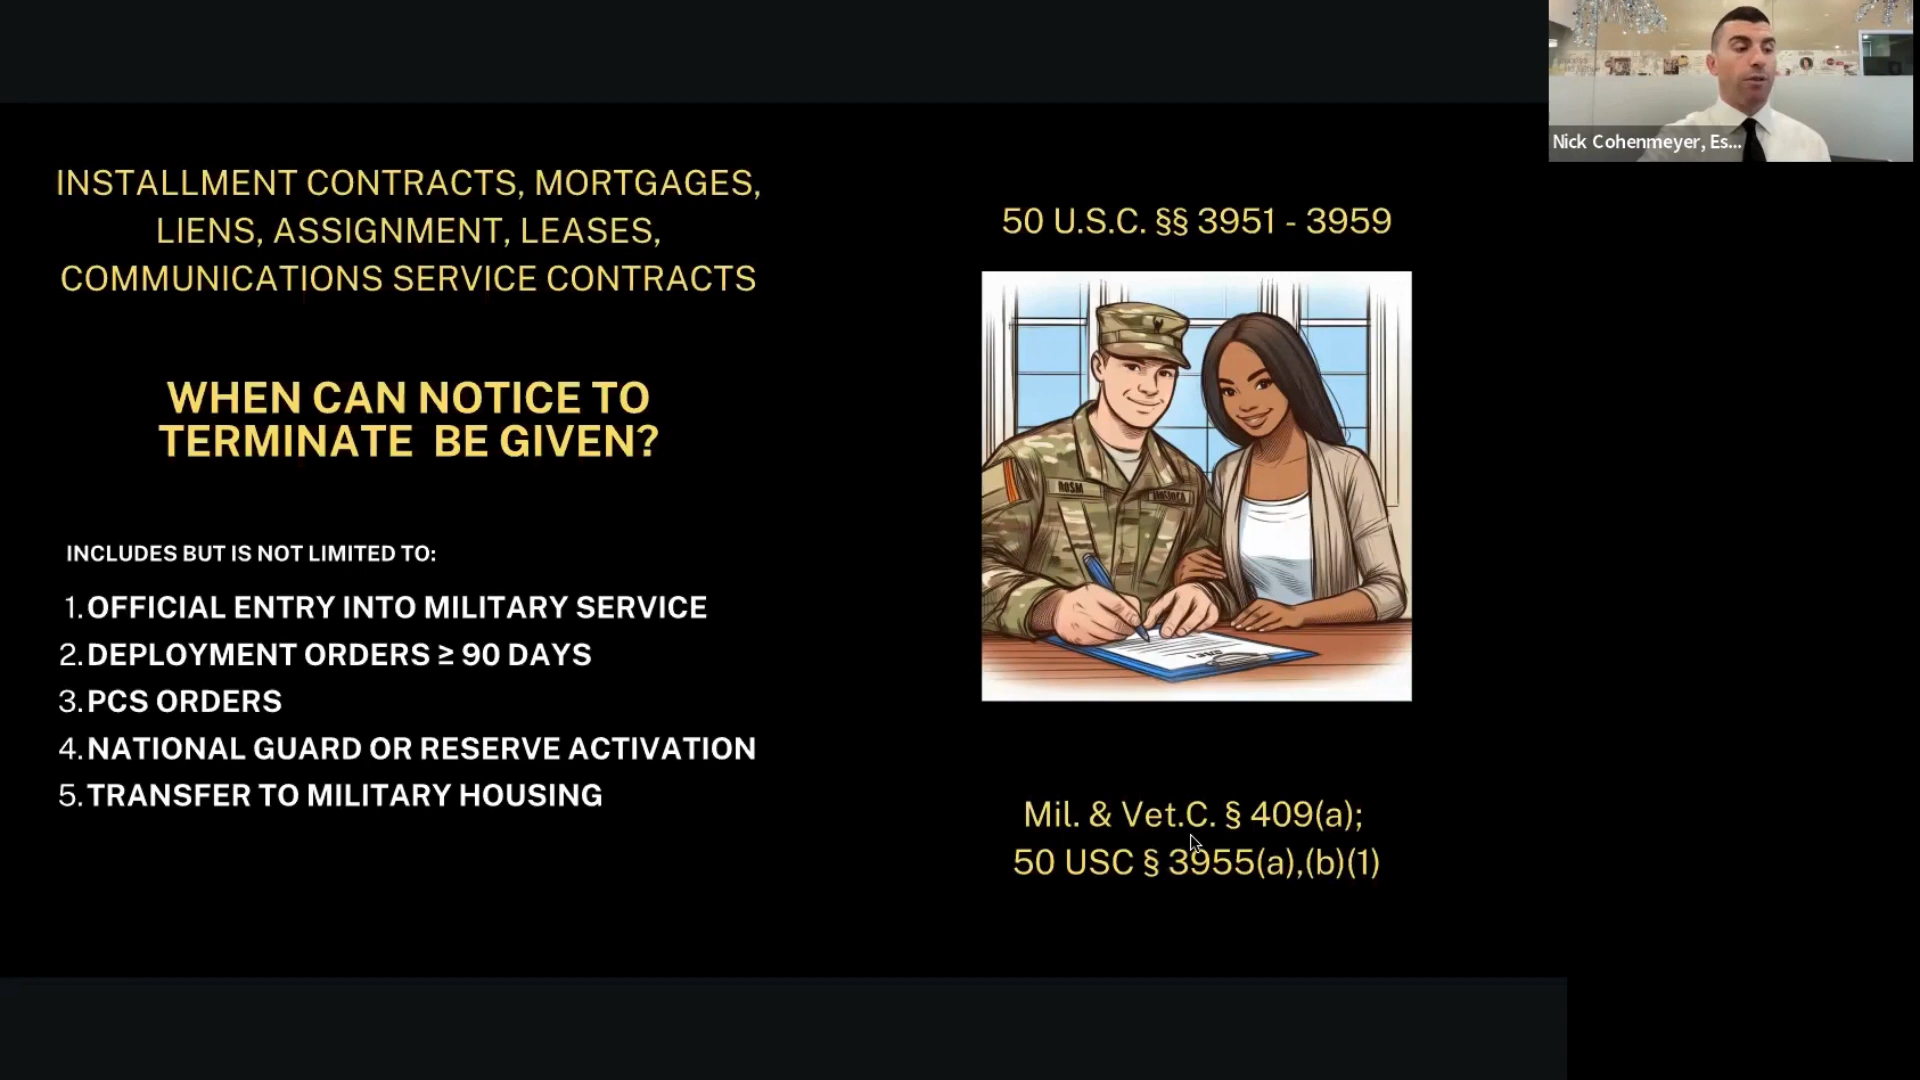 INSTALLMENT CONTRACTS, MORTGAGES,
LIENS, ASSIGNMENT, LEASES,
COMMUNICATIONS SERVICE CONTRACTS
WHEN CAN NOTICE TO
TERMINATE BE GIVEN?
INCLUDES BUT IS NOT LIMITED TO:
1. OFFICIAL ENTRY INTO MILITARY SERVICE
2. DEPLOYMENT ORDERS ≥ 90 DAYS
3. PCS ORDERS
4. NATIONAL GUARD OR RESERVE ACTIVATION
5. TRANSFER TO MILITARY HOUSING
50 U.S.C. §§ 3951 - 3959
Mil. & Vet.C. § 409(a);
50 USC § 3955(a),(b)(1)
Nick Cohenmeyer, Es...